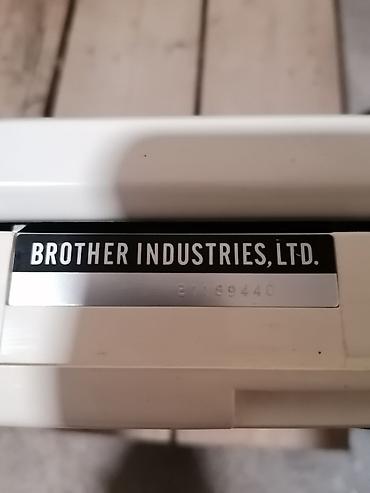 BROTHER INDUSTRIES, LTD.